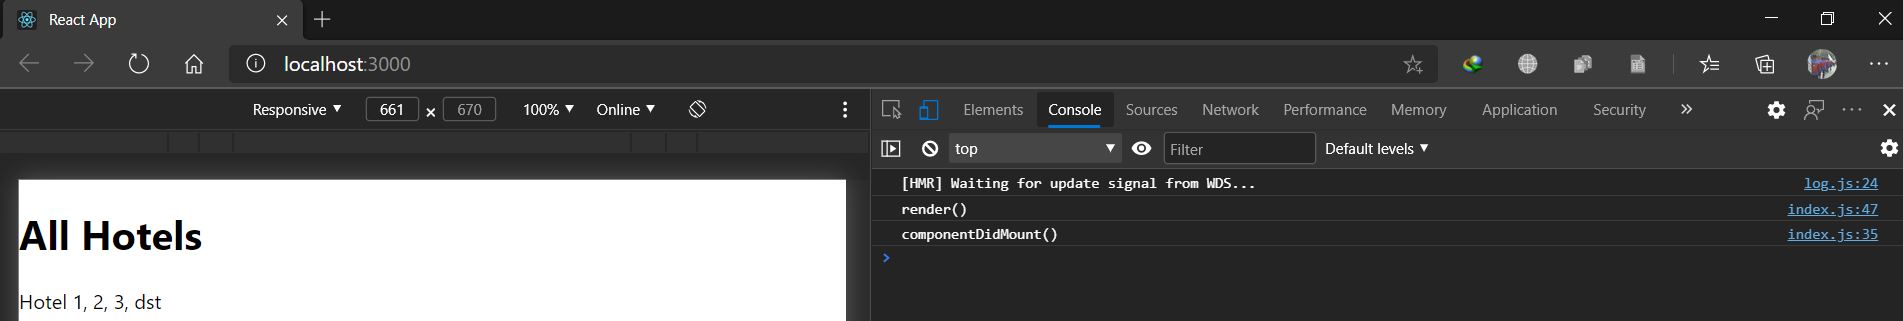 React App
localhost:3000
Responsive 661 × 670 100% Online
Elements Console Sources Network Performance Memory Application Security
top Filter Default levels
[HMR] Waiting for update signal from WDS... log.js:24
render() index.js:47
componentDidMount() index.js:35
All Hotels
Hotel 1, 2, 3, dst